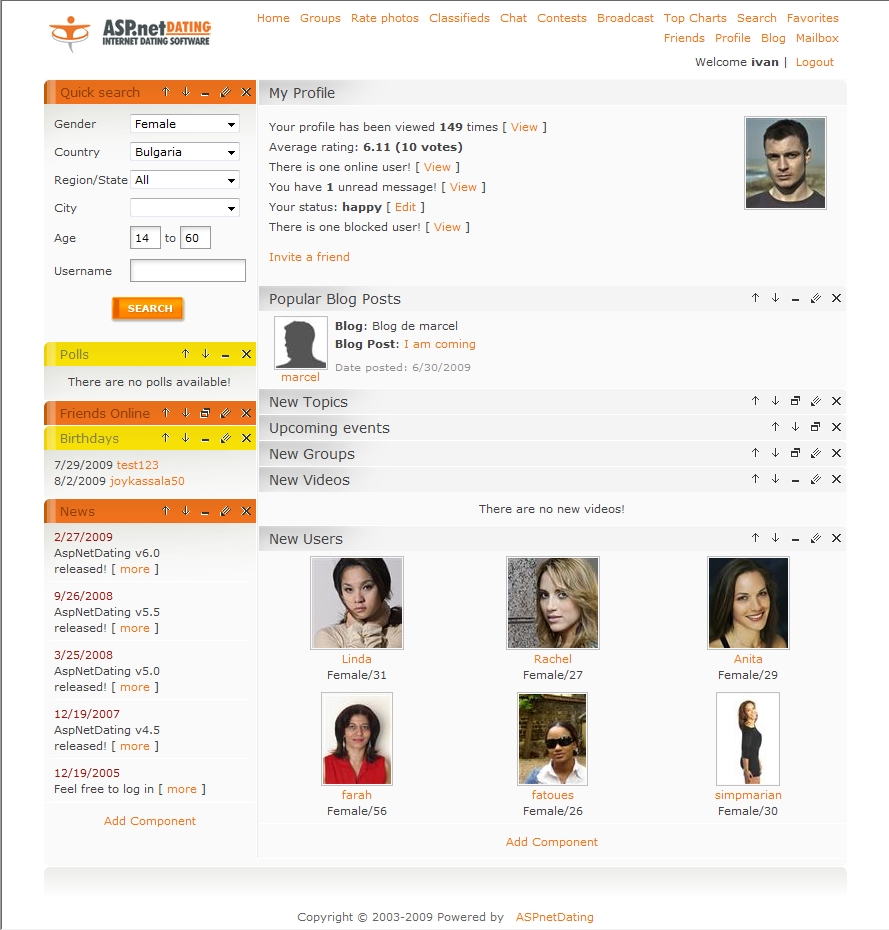 ASP.netDATING
INTERNET DATING SOFTWARE
Home Groups Rate photos Classifieds Chat Contests Broadcast Top Charts Search Favorites
Friends Profile Blog Mailbox
Welcome ivan | Logout
Quick search
Gender Female
Country Bulgaria
Region/State All
City
Age 14 to 60
Username
SEARCH
Polls
There are no polls available!
Friends Online
Birthdays
7/29/2009 test123
8/2/2009 joykassala50
News
2/27/2009
AspNetDating v6.0
released! [ more ]
9/26/2008
AspNetDating v5.5
released! [ more ]
3/25/2008
AspNetDating v5.0
released! [ more ]
12/19/2007
AspNetDating v4.5
released! [ more ]
12/19/2005
Feel free to log in [ more ]
Add Component
My Profile
Your profile has been viewed 149 times [ View ]
Average rating: 6.11 (10 votes)
There is one online user! [ View ]
You have 1 unread message! [ View ]
Your status: happy [ Edit ]
There is one blocked user! [ View ]
Invite a friend
Popular Blog Posts
Blog: Blog de marcel
Blog Post: I am coming
Date posted: 6/30/2009
marcel
New Topics
Upcoming events
New Groups
New Videos
There are no new videos!
New Users
Linda Rachel Anita
Female/31 Female/27 Female/29
farah fatoues simpmarian
Female/56 Female/26 Female/30
Add Component
Copyright © 2003-2009 Powered by ASPnetDating